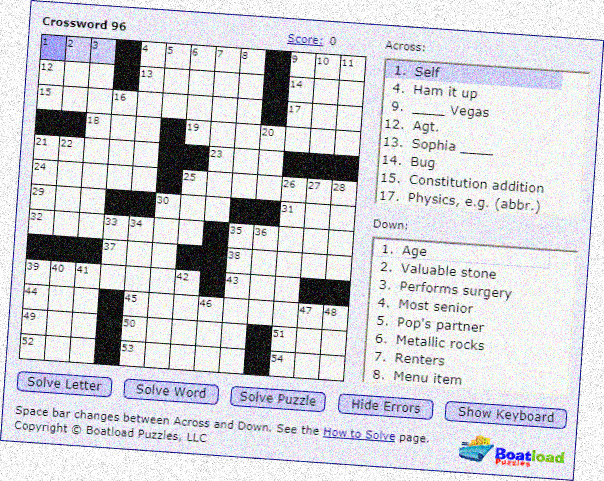 Crossword 96
Score: 0
1 2 3 4 5 6 7 8 9 10 11
12 13 14
15 16 17
18 19 20
21 22 23
24 25 26 27 28
29 30 31
32 33 34 35 36
37 38
39 40 41 42 43
44 45 46 47 48
49 50 51
52 53 54
Across:
1. Self
4. Ham it up
9. ____ Vegas
12. Agt.
13. Sophia ____
14. Bug
15. Constitution addition
17. Physics, e.g. (abbr.)
Down:
1. Age
2. Valuable stone
3. Performs surgery
4. Most senior
5. Pop's partner
6. Metallic rocks
7. Renters
8. Menu item
Solve Letter Solve Word Solve Puzzle Hide Errors Show Keyboard
Space bar changes between Across and Down. See the How to Solve page.
Copyright © Boatload Puzzles, LLC
Boatload
Puzzles